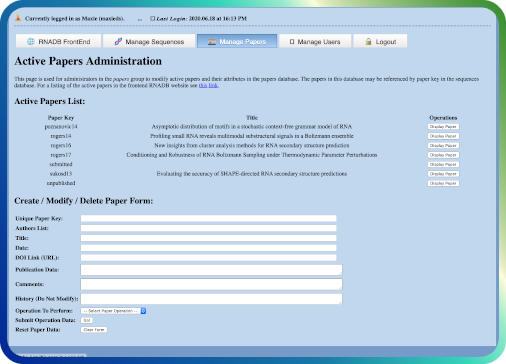 Currently logged in as Maxie (maxieds). ... Last Login: 2020.06.18 at 16:13 PM
RNADB FrontEnd Manage Sequences Manage Papers Manage Users Logout
Active Papers Administration
This page is used for administrators in the papers group to modify active papers and their attributes in the papers database. The papers in this database may be referenced by paper key in the sequences
database. For a listing of the active papers in the frontend RNADB website see this link.
Active Papers List:
Paper Key Title Operations
poznanovic14 Asymptotic distribution of motifs in a stochastic context-free grammar model of RNA Display Paper
rogers14 Profiling small RNA reveals multimodal substructural signals in a Boltzmann ensemble Display Paper
rogers16 New insights from cluster analysis methods for RNA secondary structure prediction Display Paper
rogers17 Conditioning and Robustness of RNA Boltzmann Sampling under Thermodynamic Parameter Perturbations Display Paper
submitted Display Paper
sukosd13 Evaluating the accuracy of SHAPE-directed RNA secondary structure predictions Display Paper
unpublished Display Paper
Create / Modify / Delete Paper Form:
Unique Paper Key:
Authors List:
Title:
Date:
DOI Link (URL):
Publication Data:
Comments:
History (Do Not Modify):
Operation To Perform: -- Select Paper Operation --
Submit Operation Data: Go!
Reset Paper Data: Clear Form